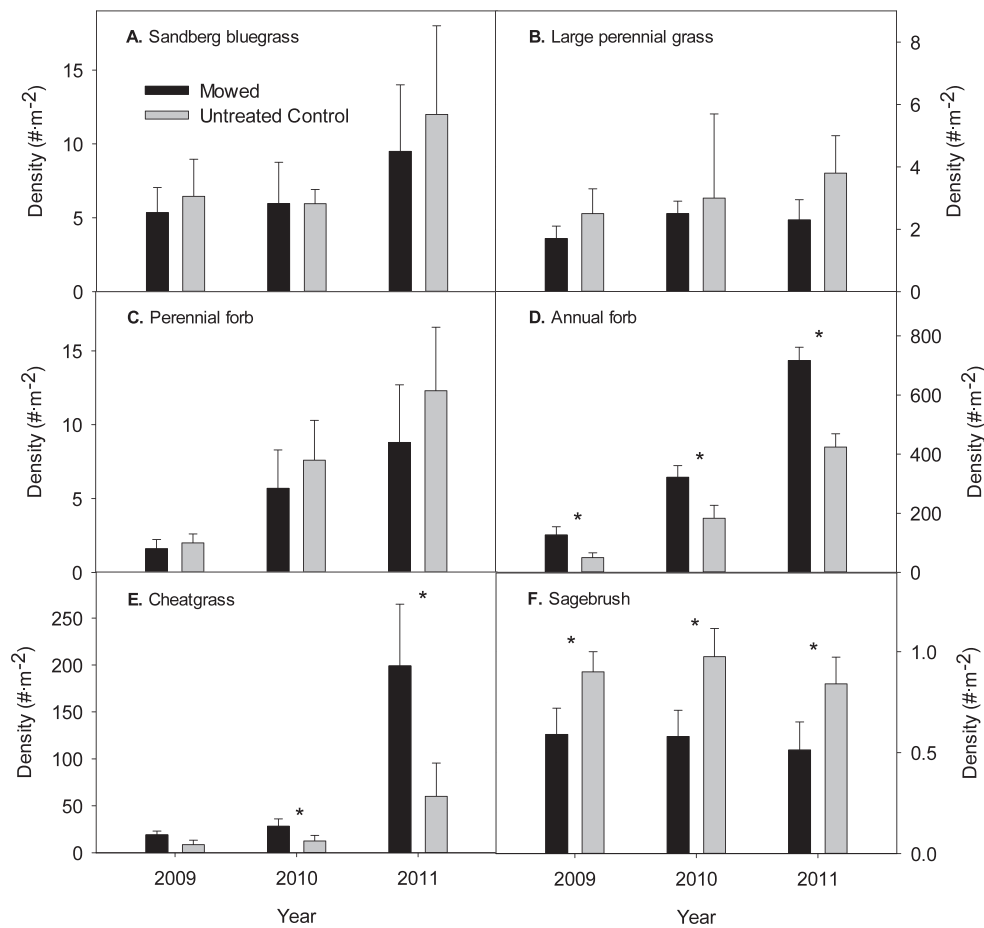 A. Sandberg bluegrass
Mowed
Untreated Control
15
10
5
0
Density (#·m-2)
B. Large perennial grass
8
6
4
2
0
Density (#·m-2)
C. Perennial forb
15
10
5
0
Density (#·m-2)
D. Annual forb
*
*
*
800
600
400
200
0
Density (#·m-2)
E. Cheatgrass
*
*
250
200
150
100
50
0
Density (#·m-2)
2009 2010 2011
Year
F. Sagebrush
* * *
1.0
0.5
0.0
Density (#·m-2)
2009 2010 2011
Year